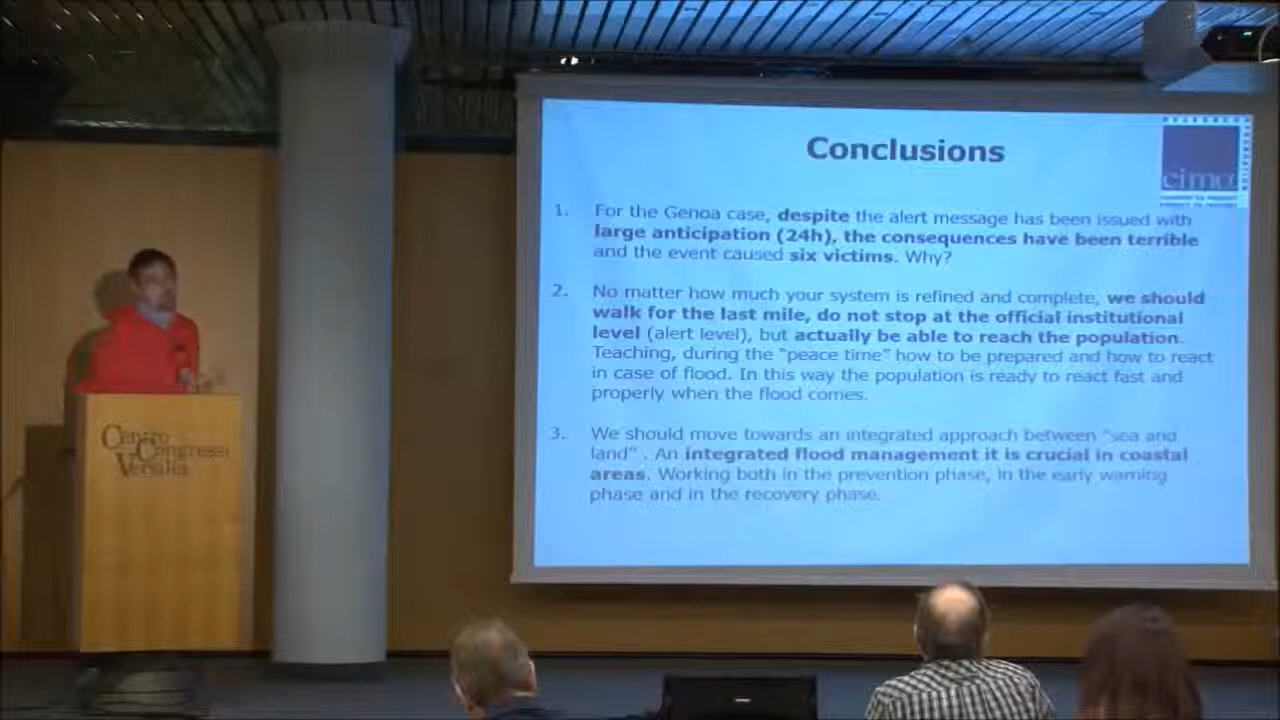 Conclusions
cima
1. For the Genoa case, despite the alert message has been issued with
large anticipation (24h), the consequences have been terrible
and the event caused six victims. Why?
2. No matter how much your system is refined and complete, we should
walk for the last mile, do not stop at the official institutional
level (alert level), but actually be able to reach the population.
Teaching, during the "peace time" how to be prepared and how to react
in case of flood. In this way the population is ready to react fast and
properly when the flood comes.
3. We should move towards an integrated approach between "sea and
land" . An integrated flood management it is crucial in coastal
areas. Working both in the prevention phase, in the early warning
phase and in the recovery phase.
Centro
Congressi
Versilia